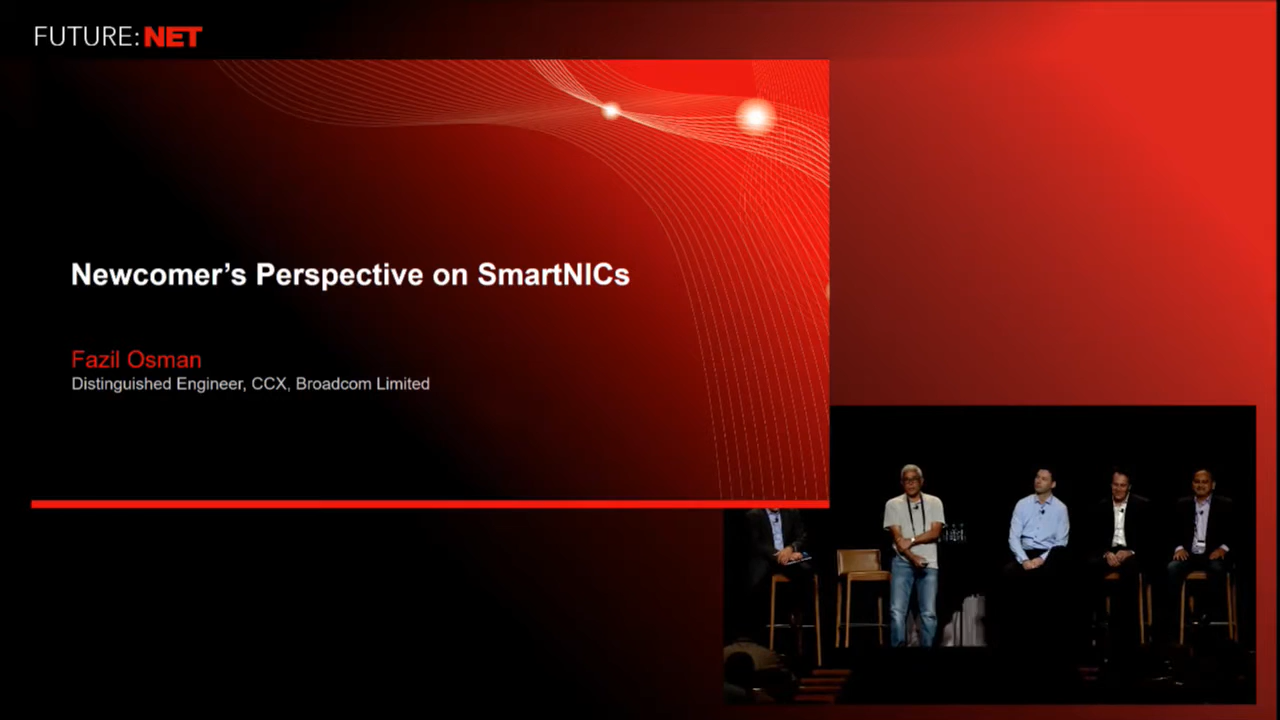 FUTURE:NET
Newcomer's Perspective on SmartNICs
Fazil Osman
Distinguished Engineer, CCX, Broadcom Limited